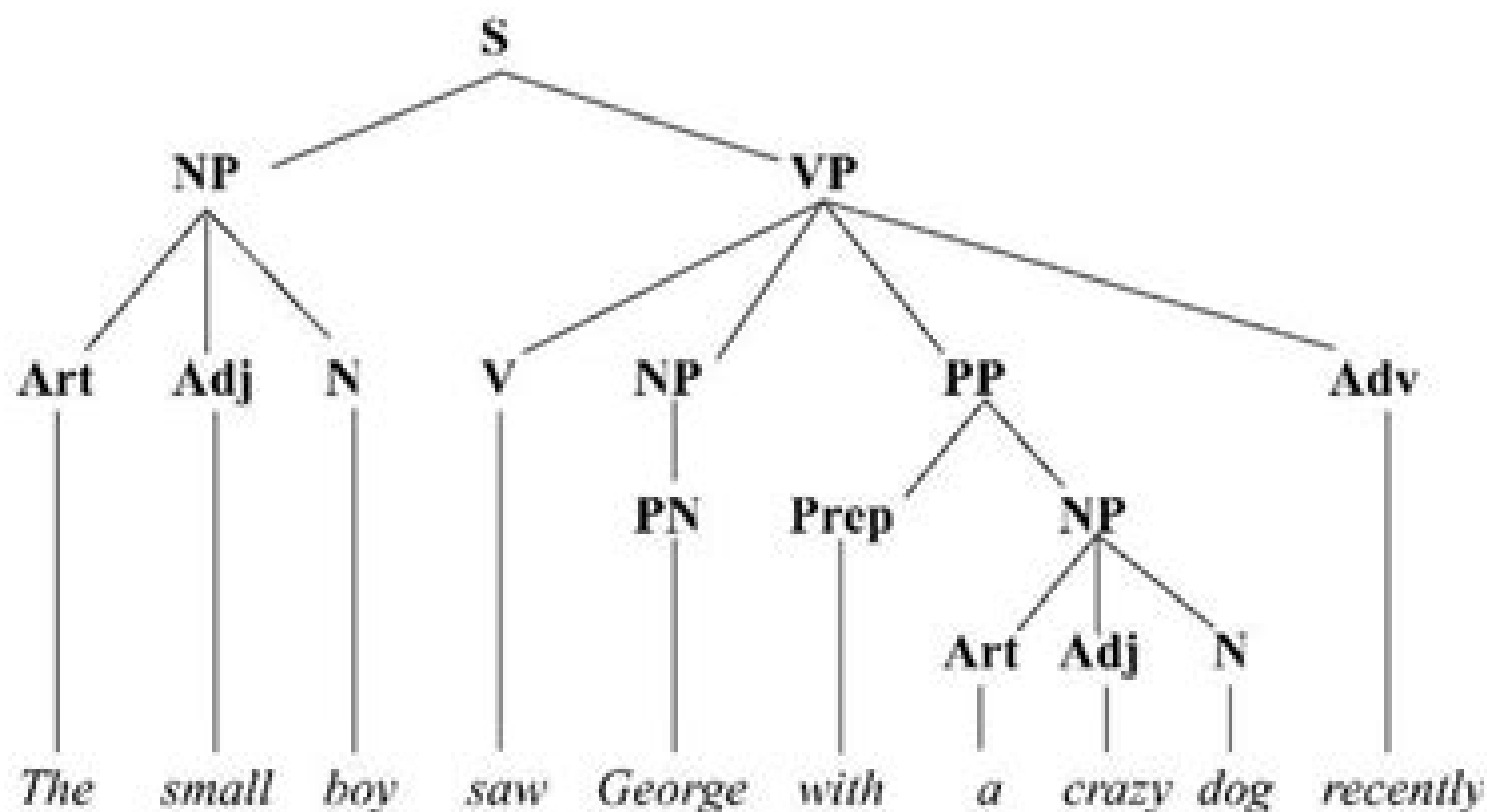 S
NP VP
Art Adj N V NP PP Adv
PN Prep NP
Art Adj N
The small boy saw George with a crazy dog recently